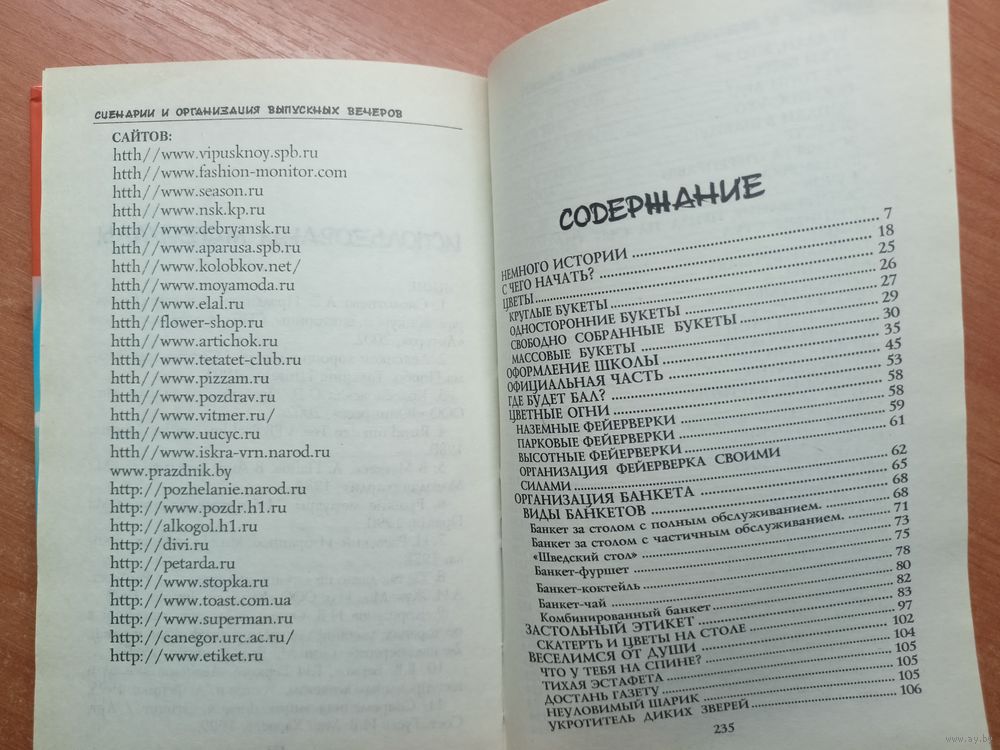 СЦЕНАРИИ И ОРГАНИЗАЦИЯ ВЫПУСКНЫХ ВЕЧЕРОВ
САЙТОВ:
htth//www.vipusknoy.spb.ru
htth//www.fashion-monitor.com
htth//www.season.ru
htth//www.nsk.kp.ru
htth//www.debryansk.ru
htth//www.aparusa.spb.ru
htth//www.kolobkov.net/
htth//www.moyamoda.ru
htth//www.elal.ru
htth//flower-shop.ru
htth//www.artichok.ru
htth//www.tetatet-club.ru
htth//www.pizzam.ru
htth//www.pozdrav.ru
htth//www.vitmer.ru/
htth//www.uucyc.ru
htth//www.iskra-vrn.narod.ru
www.prazdnik.by
http://pozhelanie.narod.ru
http://www.pozdr.h1.ru
http://alkogol.h1.ru
http://divi.ru
http://petarda.ru
http://www.stopka.ru
http://www.toast.com.ua
http://www.superman.ru
http://canegor.urc.ac.ru/
http://www.etiket.ru
СОДЕРЖАНИЕ
НЕМНОГО ИСТОРИИ 7
С ЧЕГО НАЧАТЬ? 18
ЦВЕТЫ 25
КРУГЛЫЕ БУКЕТЫ 26
ОДНОСТОРОННИЕ БУКЕТЫ 27
СВОБОДНО СОБРАННЫЕ БУКЕТЫ 29
МАССОВЫЕ БУКЕТЫ 30
ОФОРМЛЕНИЕ ШКОЛЫ 35
ОФИЦИАЛЬНАЯ ЧАСТЬ 45
ГДЕ БУДЕТ БАЛ? 53
ЦВЕТНЫЕ ОГНИ 58
НАЗЕМНЫЕ ФЕЙЕРВЕРКИ 58
ПАРКОВЫЕ ФЕЙЕРВЕРКИ 59
ВЫСОТНЫЕ ФЕЙЕРВЕРКИ 61
ОРГАНИЗАЦИЯ ФЕЙЕРВЕРКА СВОИМИ
СИЛАМИ 62
ОРГАНИЗАЦИЯ БАНКЕТА 65
ВИДЫ БАНКЕТОВ 68
Банкет за столом с полным обслуживанием. 68
Банкет за столом с частичным обслуживанием. 71
«Шведский стол» 73
Банкет-фуршет 75
Банкет-коктейль 78
Банкет-чай 80
Комбинированный банкет 82
ЗАСТОЛЬНЫЙ ЭТИКЕТ 83
СКАТЕРТЬ И ЦВЕТЫ НА СТОЛЕ 97
ВЕСЕЛИМСЯ ОТ ДУШИ 102
ЧТО У ТЕБЯ НА СПИНЕ? 104
ТИХАЯ ЭСТАФЕТА 105
ДОСТАНЬ ГАЗЕТУ 105
НЕУЛОВИМЫЙ ШАРИК 105
УКРОТИТЕЛЬ ДИКИХ ЗВЕРЕЙ 106
235
www.ay.by